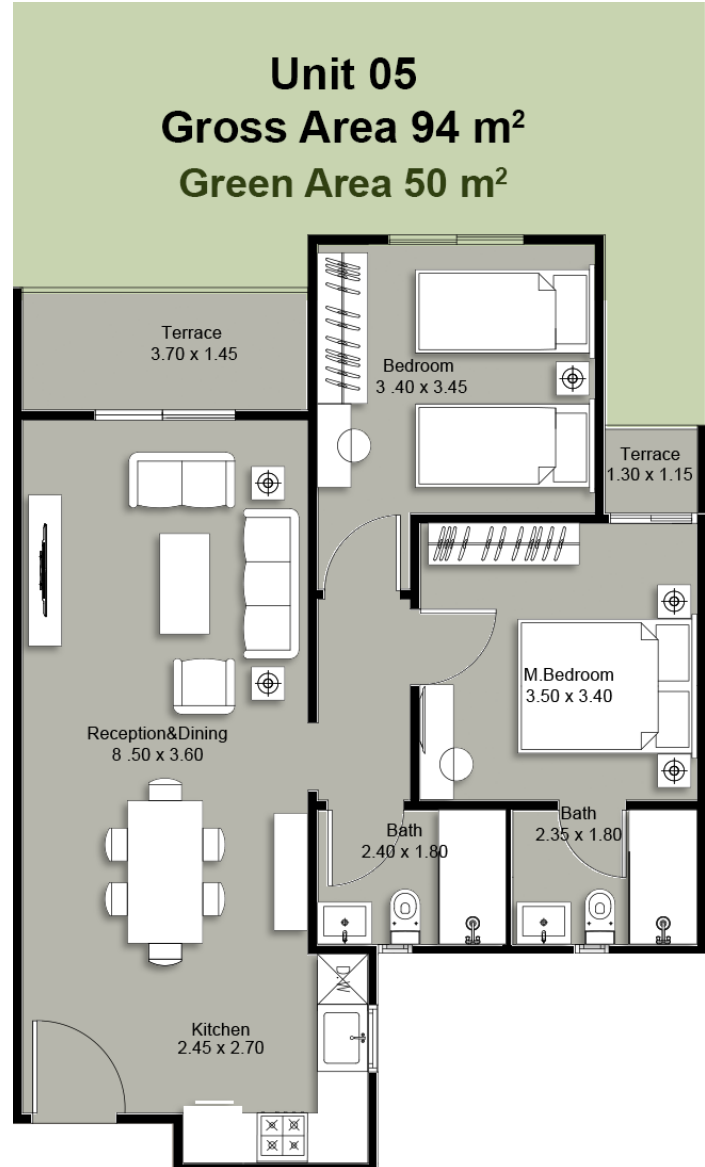 Unit 05
Gross Area 94 m²
Green Area 50 m²
Terrace
3.70 x 1.45
Bedroom
3 .40 x 3.45
Terrace
1.30 x 1.15
M.Bedroom
3.50 x 3.40
Reception&Dining
8 .50 x 3.60
Bath
2.40 x 1.80
Bath
2.35 x 1.80
D.W
Kitchen
2.45 x 2.70